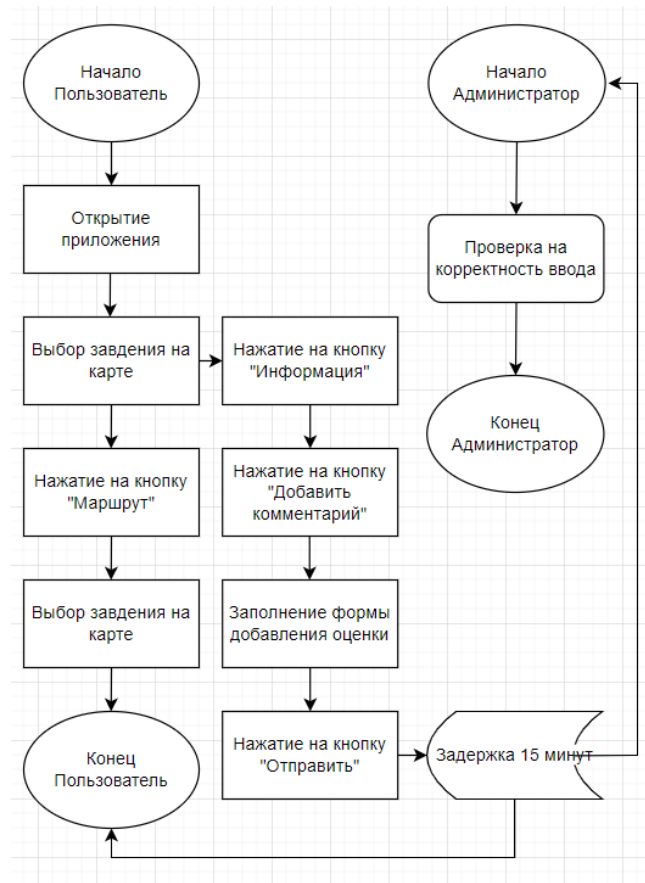 Начало
Пользователь
Открытие
приложения
Выбор завдения на
карте
Нажатие на кнопку
"Маршрут"
Выбор завдения на
карте
Конец
Пользователь
Нажатие на кнопку
"Информация"
Нажатие на кнопку
"Добавить
комментарий"
Заполнение формы
добавления оценки
Нажатие на кнопку
"Отправить"
Задержка 15 минут
Начало
Администратор
Проверка на
корректность ввода
Конец
Администратор